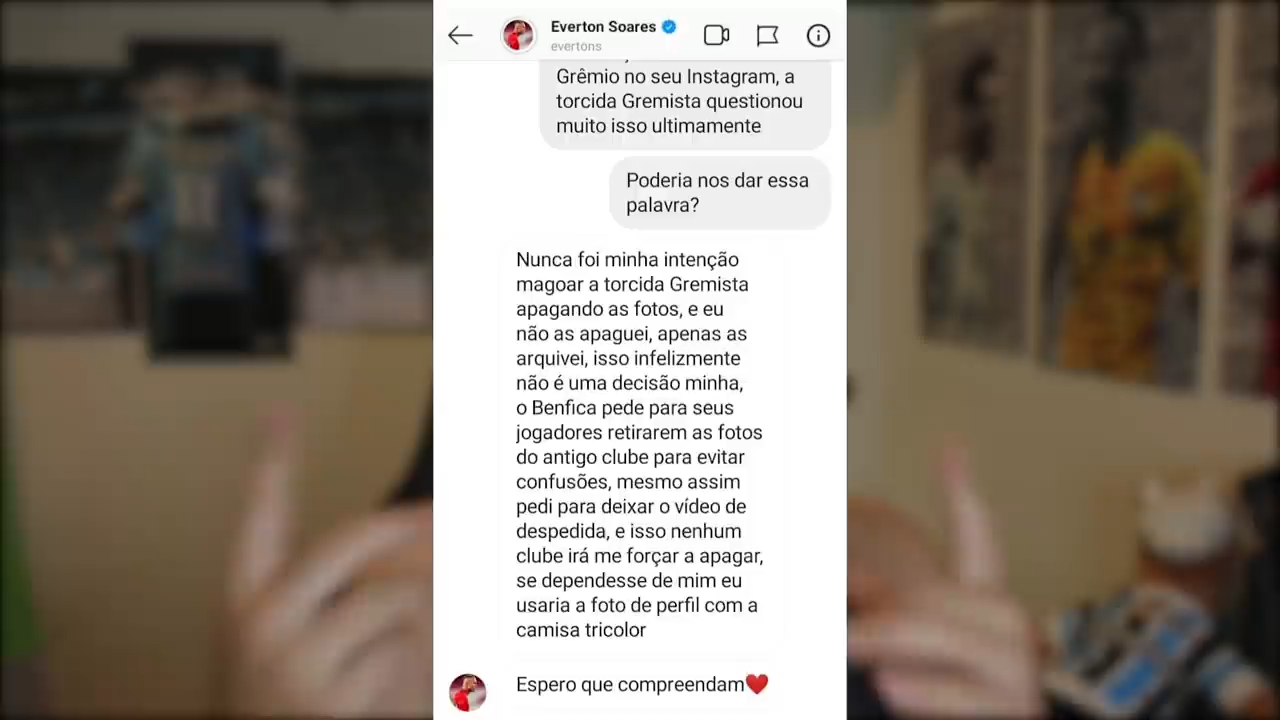 Everton Soares
evertons
Grêmio no seu Instagram, a
torcida Gremista questionou
muito isso ultimamente
Poderia nos dar essa
palavra?
Nunca foi minha intenção
magoar a torcida Gremista
apagando as fotos, e eu
não as apaguei, apenas as
arquivei, isso infelizmente
não é uma decisão minha,
o Benfica pede para seus
jogadores retirarem as fotos
do antigo clube para evitar
confusões, mesmo assim
pedi para deixar o vídeo de
despedida, e isso nenhum
clube irá me forçar a apagar,
se dependesse de mim eu
usaria a foto de perfil com a
camisa tricolor
Espero que compreendam❤️